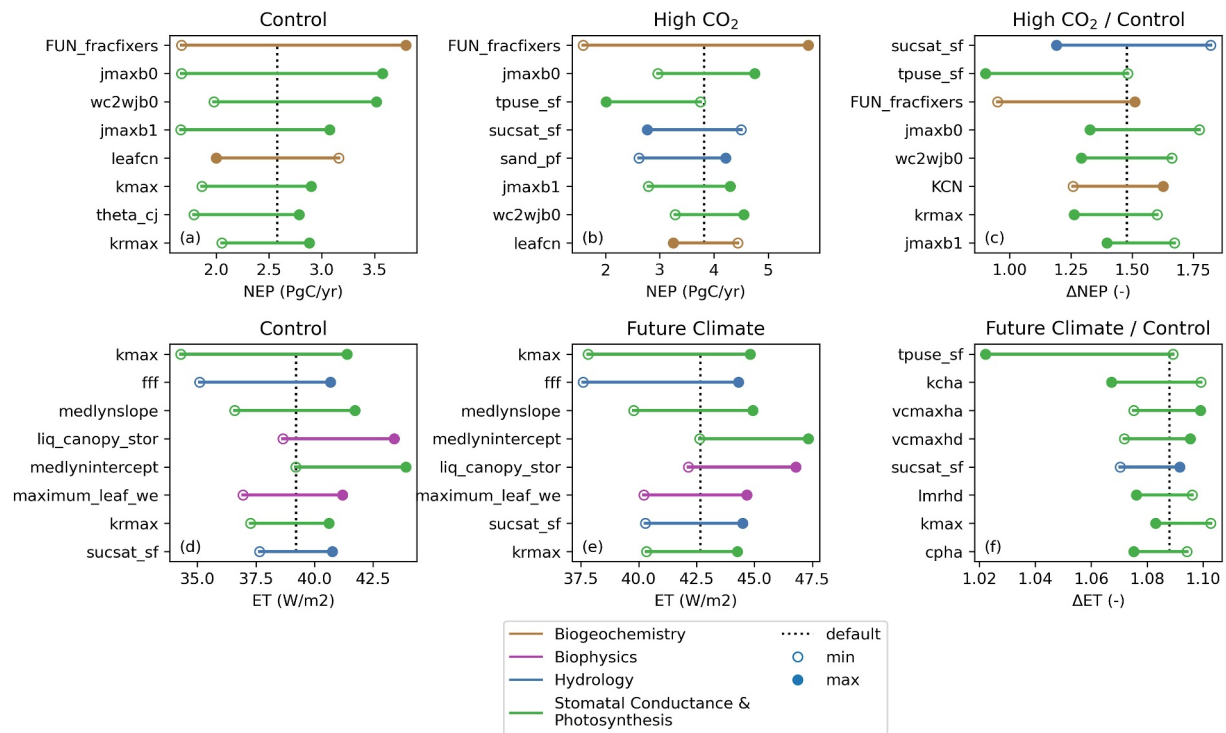 Control
FUN_fracfixers
jmaxb0
wc2wjb0
jmaxb1
leafcn
kmax
theta_cj
krmax
(a)
2.0 2.5 3.0 3.5
NEP (PgC/yr)
High CO₂
FUN_fracfixers
jmaxb0
tpuse_sf
sucsat_sf
sand_pf
jmaxb1
wc2wjb0
leafcn
(b)
2 3 4 5
NEP (PgC/yr)
High CO₂ / Control
sucsat_sf
tpuse_sf
FUN_fracfixers
jmaxb0
wc2wjb0
KCN
krmax
jmaxb1
(c)
1.00 1.25 1.50 1.75
ΔNEP (-)
Control
kmax
fff
medlynslope
liq_canopy_stor
medlynintercept
maximum_leaf_we
krmax
sucsat_sf
(d)
35.0 37.5 40.0 42.5
ET (W/m2)
Future Climate
kmax
fff
medlynslope
medlynintercept
liq_canopy_stor
maximum_leaf_we
sucsat_sf
krmax
(e)
37.5 40.0 42.5 45.0 47.5
ET (W/m2)
Future Climate / Control
tpuse_sf
kcha
vcmaxha
vcmaxhd
sucsat_sf
lmrhd
kmax
cpha
(f)
1.02 1.04 1.06 1.08 1.10
ΔET (-)
Biogeochemistry
Biophysics
Hydrology
Stomatal Conductance &
Photosynthesis
default
min
max